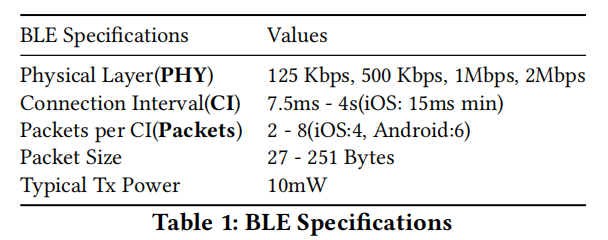 BLE Specifications Values
Physical Layer(PHY) 125 Kbps, 500 Kbps, 1Mbps, 2Mbps
Connection Interval(CI) 7.5ms - 4s(iOS: 15ms min)
Packets per CI(Packets) 2 - 8(iOS:4, Android:6)
Packet Size 27 - 251 Bytes
Typical Tx Power 10mW
Table 1: BLE Specifications